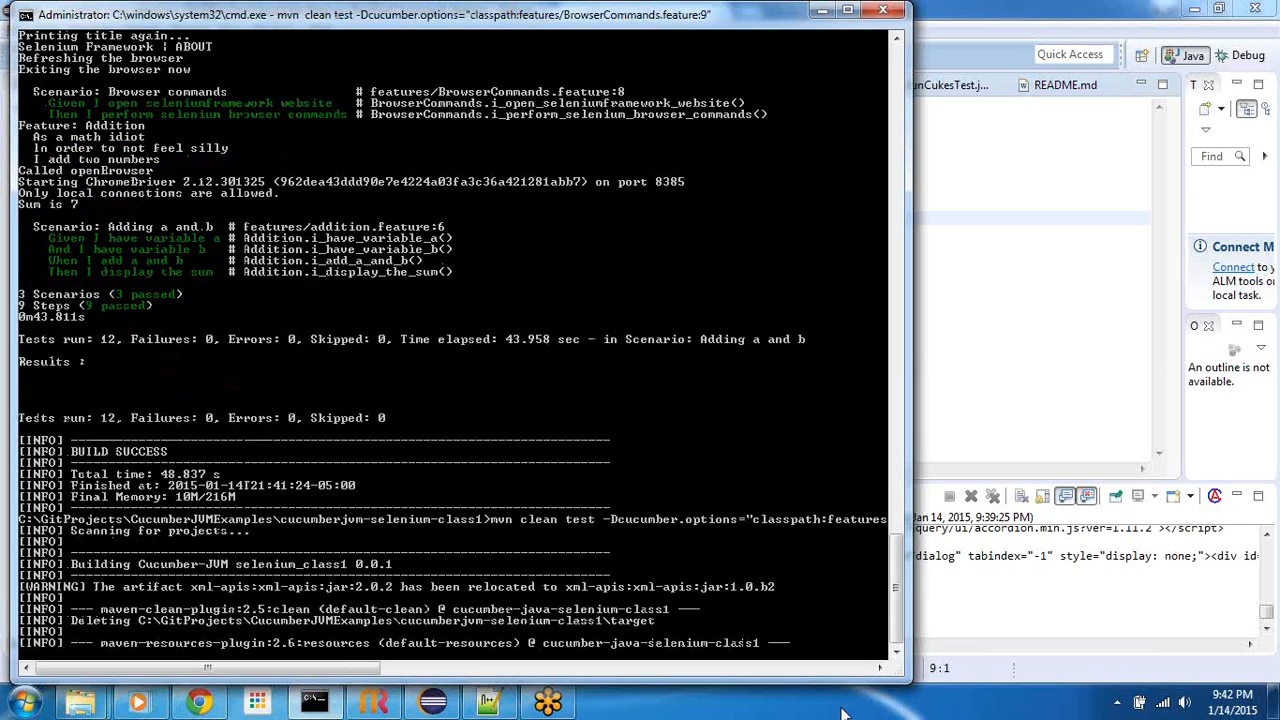 Administrator: C:\windows\system32\cmd.exe - mvn clean test -Dcucumber.options="classpath:features/BrowserCommands.feature:9"
Printing title again...
Selenium Framework | ABOUT
Refreshing the browser
Exiting the browser now
Scenario: Browser commands # features/BrowserCommands.feature:8
Given I open seleniumframework website # BrowserCommands.i_open_seleniumframework_website()
Then I perform selenium browser commands # BrowserCommands.i_perform_selenium_browser_commands()
Feature: Addition
As a math idiot
In order to not feel silly
I add two numbers
Called openBrowser
Starting ChromeDriver 2.12.301325 (962dea43ddd90e7e4224a03fa3c36a421281abb7) on port 8385
Only local connections are allowed.
Sum is 7
Scenario: Adding a and b # features/addition.feature:6
Given I have variable a # Addition.i_have_variable_a()
And I have variable b # Addition.i_have_variable_b()
When I add a and b # Addition.i_add_a_and_b()
Then I display the sum # Addition.i_display_the_sum()
3 Scenarios (3 passed)
9 Steps (9 passed)
0m43.811s
Tests run: 12, Failures: 0, Errors: 0, Skipped: 0, Time elapsed: 43.958 sec - in Scenario: Adding a and b
Results :
Tests run: 12, Failures: 0, Errors: 0, Skipped: 0
[INFO] ------------------------------------------------------------------------
[INFO] BUILD SUCCESS
[INFO] ------------------------------------------------------------------------
[INFO] Total time: 48.837 s
[INFO] Finished at: 2015-01-14T21:41:24-05:00
[INFO] Final Memory: 10M/216M
[INFO] ------------------------------------------------------------------------
C:\GitProjects\CucumberJVMExamples\cucumberjvm-selenium-class1>mvn clean test -Dcucumber.options="classpath:features
[INFO] Scanning for projects...
[INFO]
[INFO] ------------------------------------------------------------------------
[INFO] Building Cucumber-JVM selenium_class1 0.0.1
[INFO] ------------------------------------------------------------------------
[WARNING] The artifact xml-apis:xml-apis:jar:2.0.2 has been relocated to xml-apis:xml-apis:jar:1.0.b2
[INFO]
[INFO] --- maven-clean-plugin:2.5:clean (default-clean) @ cucumber-java-selenium-class1 ---
[INFO] Deleting C:\GitProjects\CucumberJVMExamples\cucumberjvm-selenium-class1\target
[INFO]
[INFO] --- maven-resources-plugin:2.6:resources (default-resources) @ cucumber-java-selenium-class1 ---
Quick Access
Java
Debug
unCukesTest.j...
README.md
T
Find
Connect M
Connect to
ALM tools o
local task.
O
An outline is not
available.
Jan 14, 2015, 9:39:25 PM)
query/ui/accordion.min.js?ver=1.11.2'></script>
"dialog" tabindex="-1" style="display: none;"><div id=
9 : 1
9:42 PM
1/14/2015